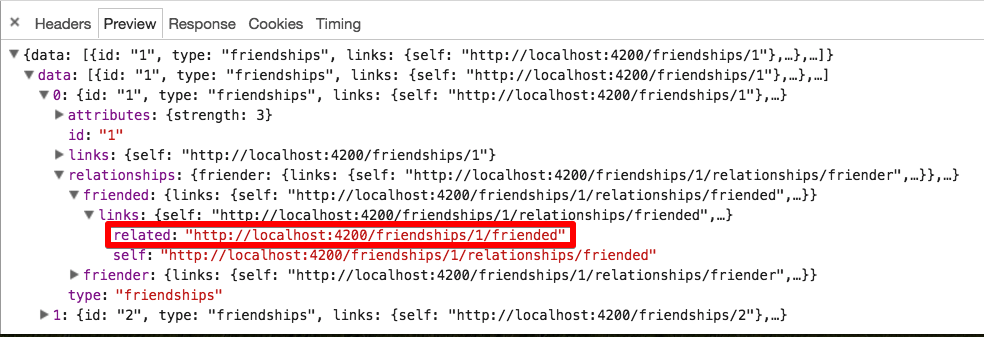 × Headers Preview Response Cookies Timing
▼{data: [{id: "1", type: "friendships", links: {self: "http://localhost:4200/friendships/1"},…},…]}
▼data: [{id: "1", type: "friendships", links: {self: "http://localhost:4200/friendships/1"},…},…]
▼0: {id: "1", type: "friendships", links: {self: "http://localhost:4200/friendships/1"},…}
▶attributes: {strength: 3}
id: "1"
▶links: {self: "http://localhost:4200/friendships/1"}
▼relationships: {friender: {links: {self: "http://localhost:4200/friendships/1/relationships/friender",…}},…}
▼friended: {links: {self: "http://localhost:4200/friendships/1/relationships/friended",…}}
▼links: {self: "http://localhost:4200/friendships/1/relationships/friended",…}
related: "http://localhost:4200/friendships/1/friended"
self: "http://localhost:4200/friendships/1/relationships/friended"
▶friender: {links: {self: "http://localhost:4200/friendships/1/relationships/friender",…}}
type: "friendships"
▶1: {id: "2", type: "friendships", links: {self: "http://localhost:4200/friendships/2"},…}